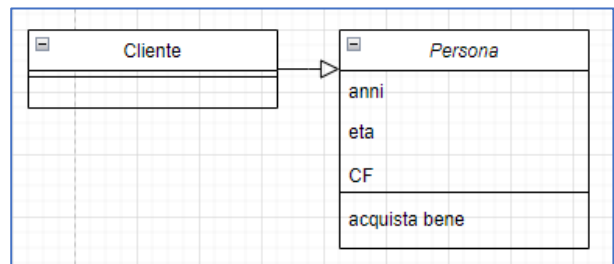 Cliente
Persona
anni
eta
CF
acquista bene